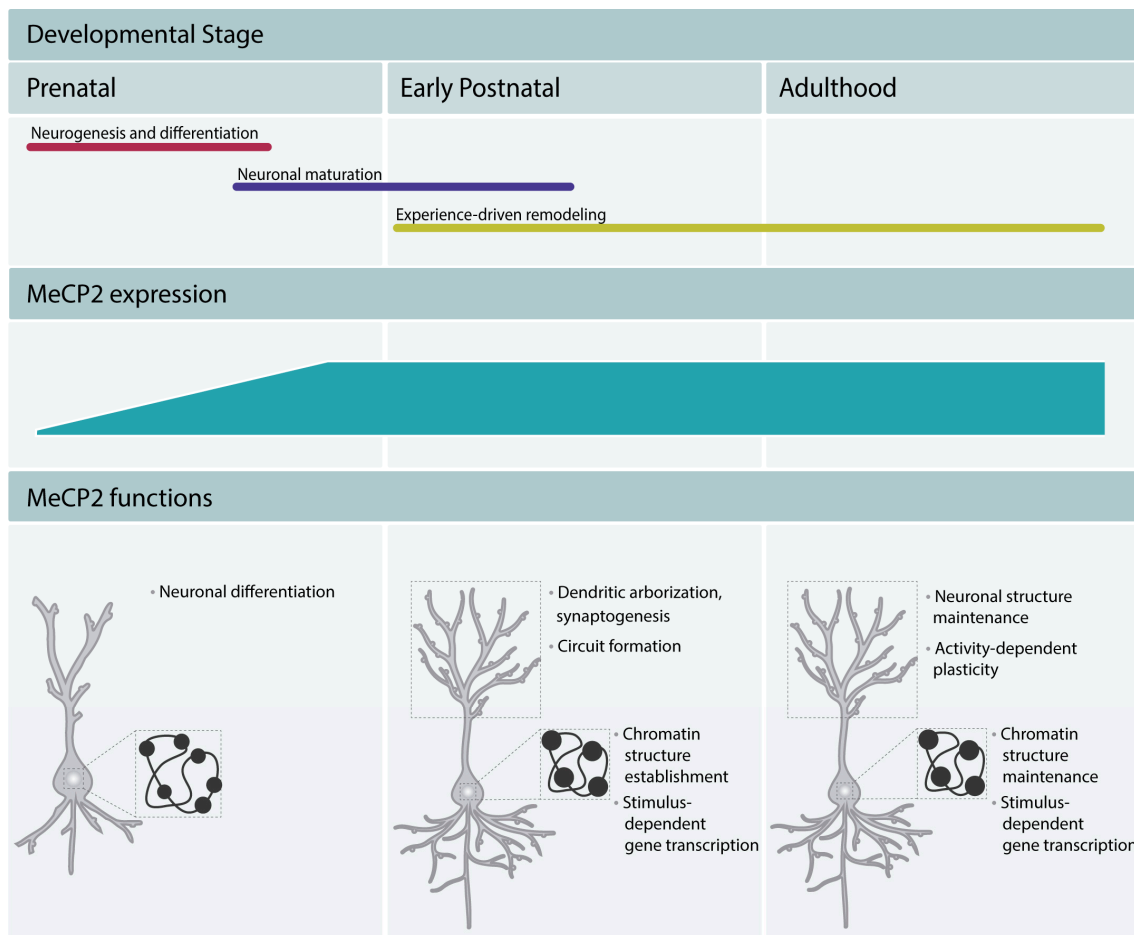 Developmental Stage
Prenatal
Early Postnatal
Adulthood
Neurogenesis and differentiation
Neuronal maturation
Experience-driven remodeling
MeCP2 expression
MeCP2 functions
• Neuronal differentiation
• Dendritic arborization,
synaptogenesis
• Circuit formation
• Chromatin
structure
establishment
• Stimulus-
dependent
gene transcription
• Neuronal structure
maintenance
• Activity-dependent
plasticity
• Chromatin
structure
maintenance
• Stimulus-
dependent
gene transcription